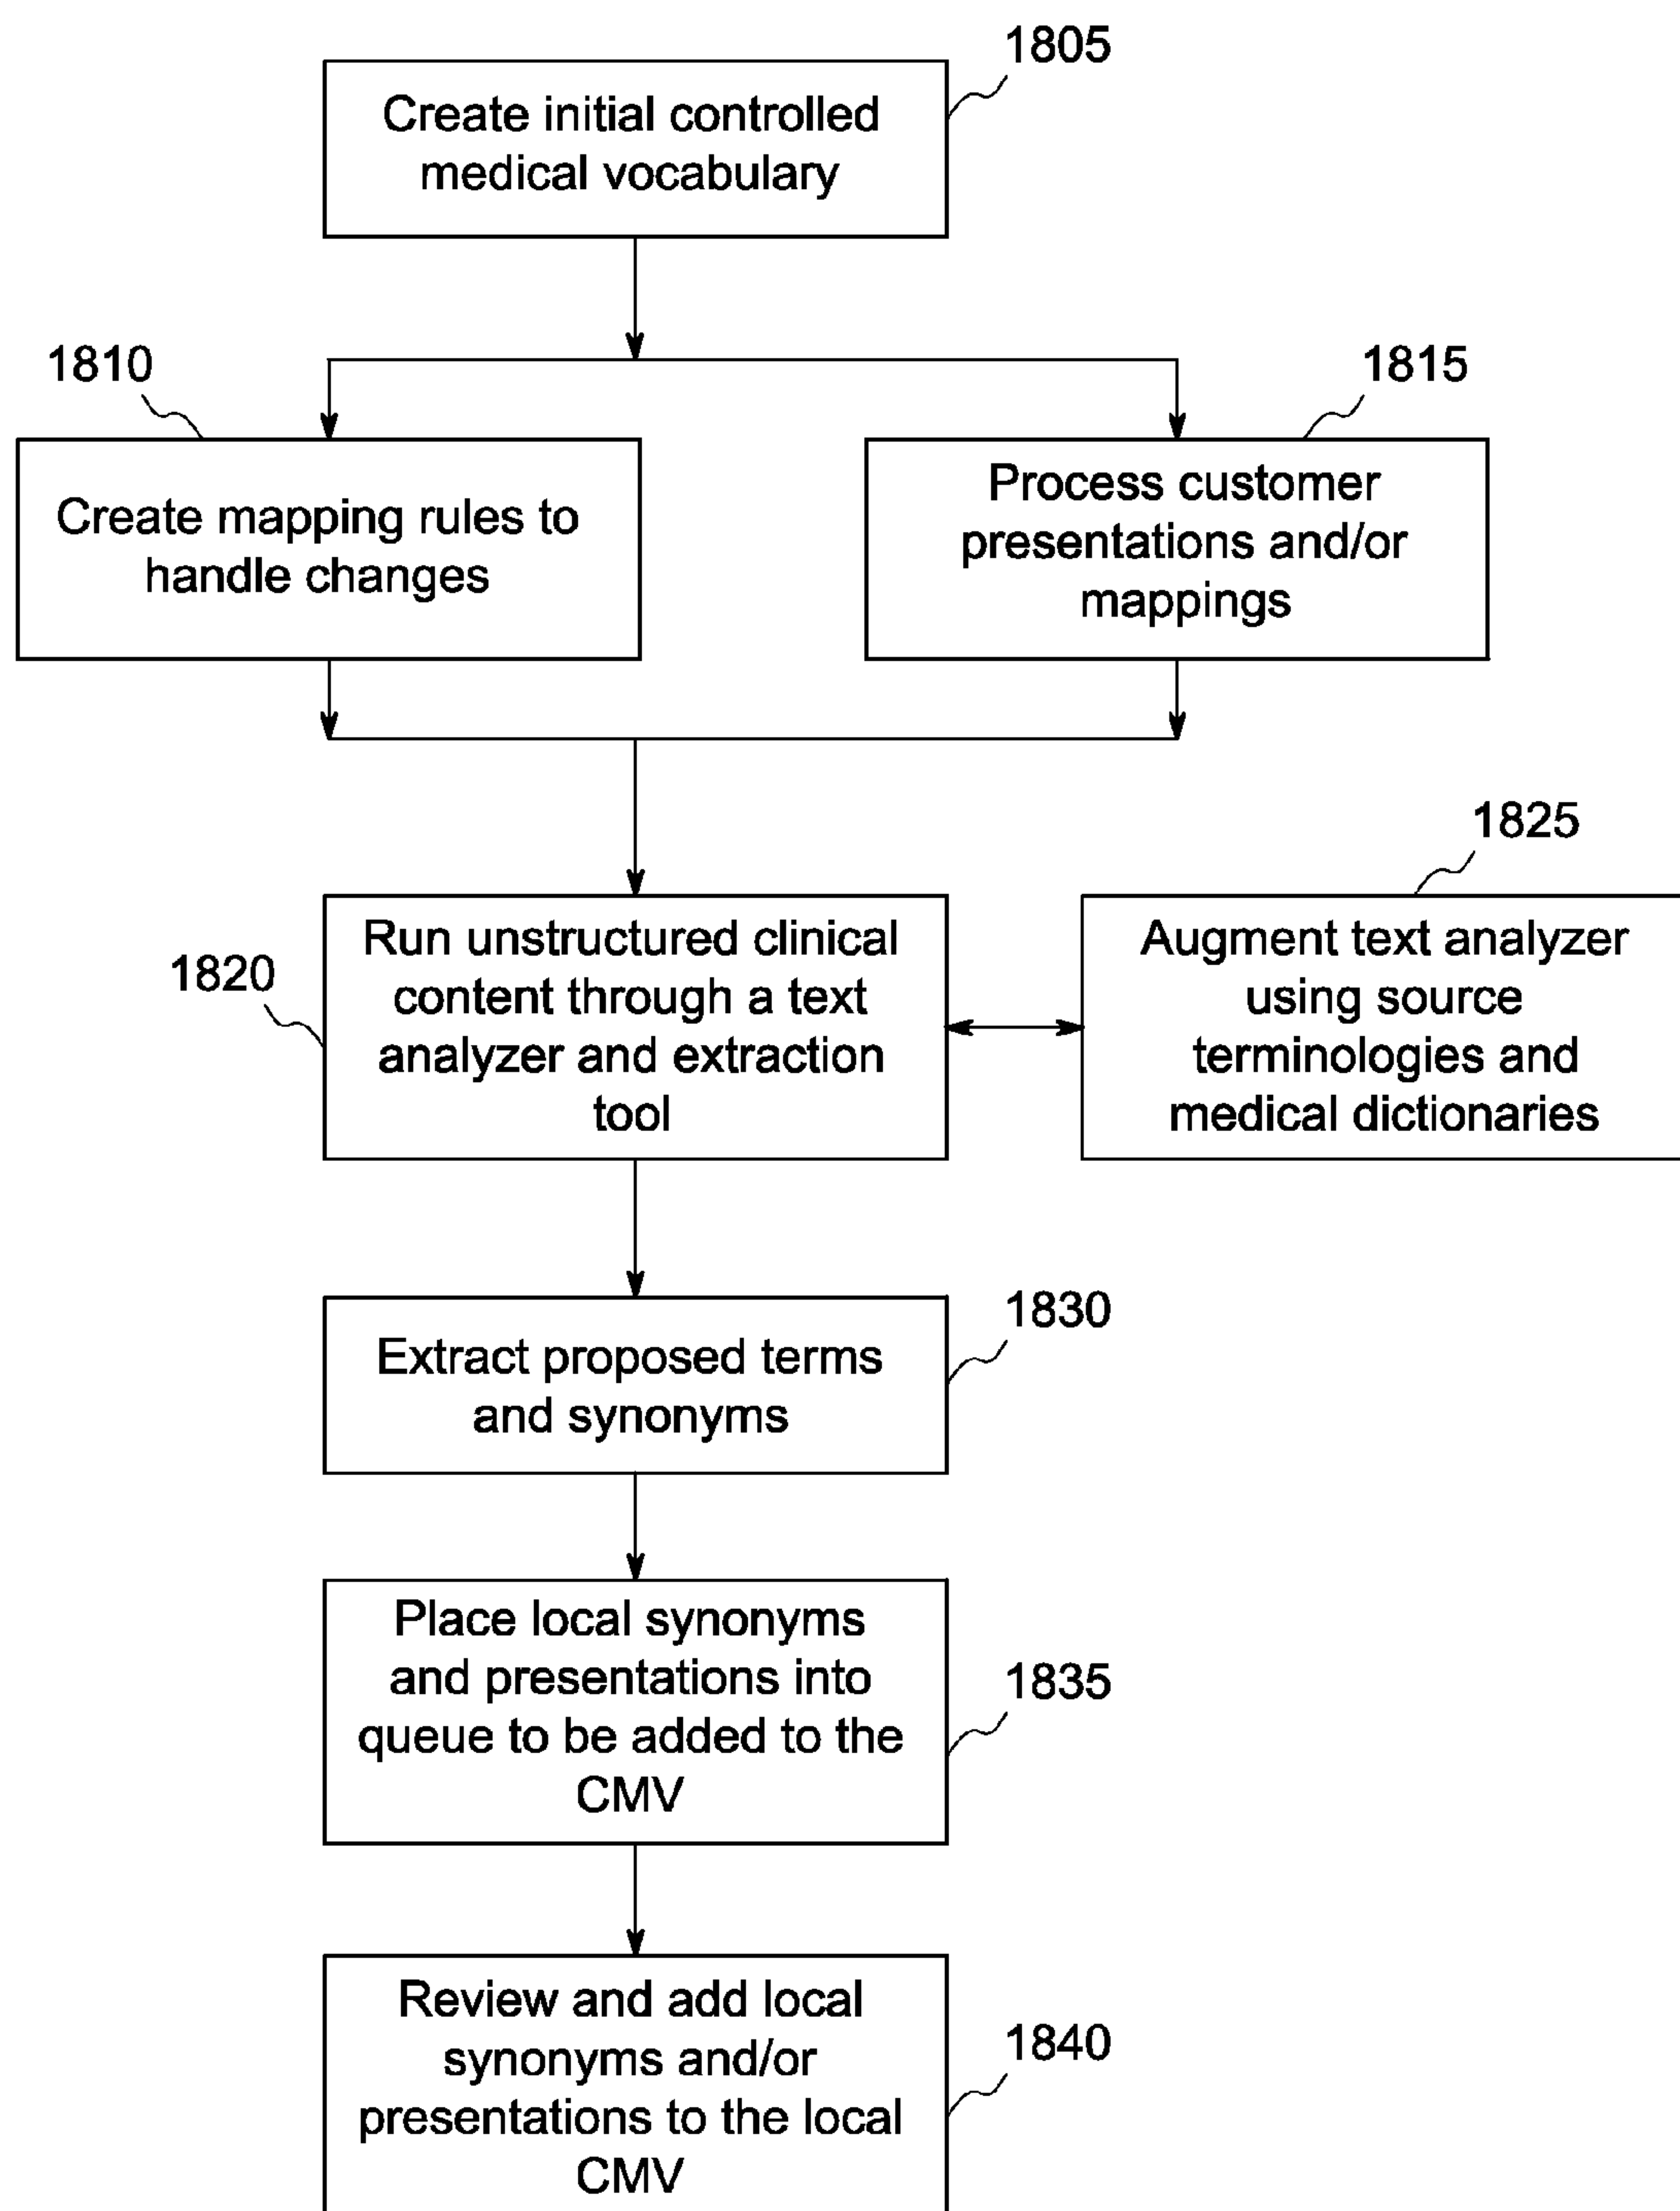 1805
Create initial controlled
medical vocabulary
1810
1815
Create mapping rules to
handle changes
Process customer
presentations and/or
mappings
1825
1820
Run unstructured clinical
content through a text
analyzer and extraction
tool
Augment text analyzer
using source
terminologies and
medical dictionaries
1830
Extract proposed terms
and synonyms
Place local synonyms
and presentations into
queue to be added to the
CMV
1835
Review and add local
synonyms and/or
presentations to the local
CMV
1840